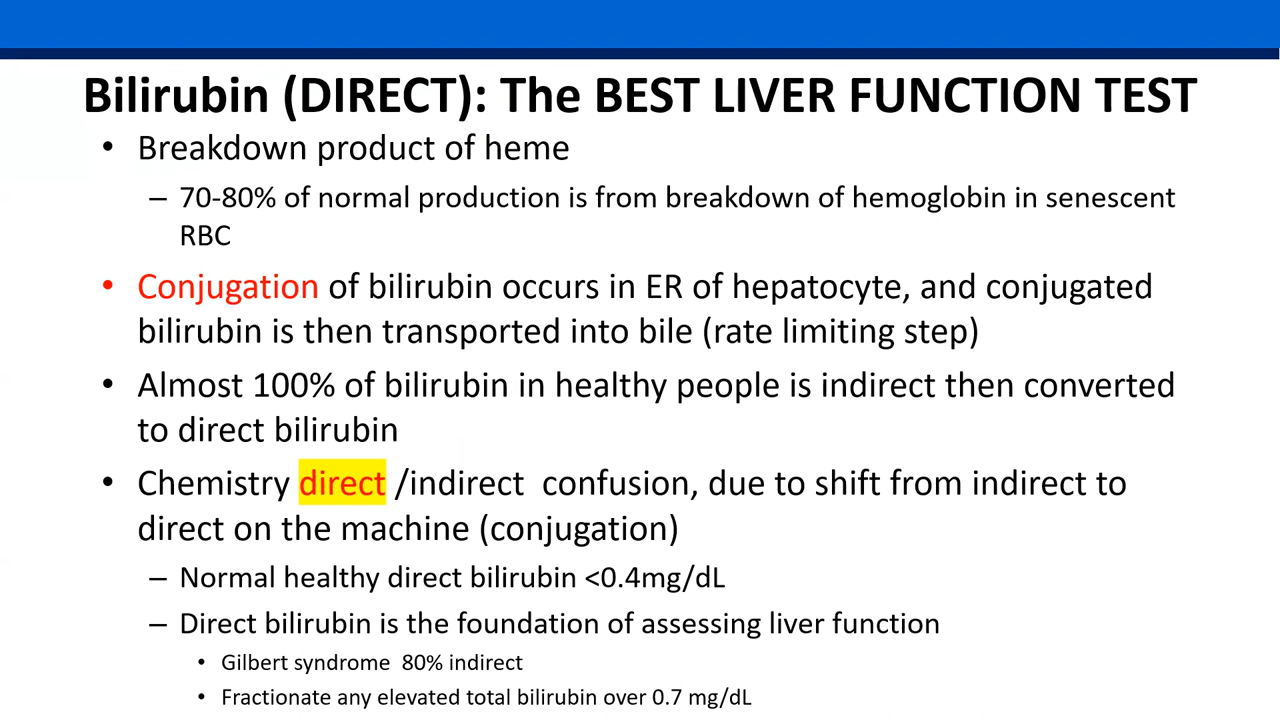 Bilirubin (DIRECT): The BEST LIVER FUNCTION TEST
• Breakdown product of heme
– 70-80% of normal production is from breakdown of hemoglobin in senescent
RBC
• Conjugation of bilirubin occurs in ER of hepatocyte, and conjugated
bilirubin is then transported into bile (rate limiting step)
• Almost 100% of bilirubin in healthy people is indirect then converted
to direct bilirubin
• Chemistry direct /indirect  confusion, due to shift from indirect to
direct on the machine (conjugation)
– Normal healthy direct bilirubin <0.4mg/dL
– Direct bilirubin is the foundation of assessing liver function
• Gilbert syndrome  80% indirect
• Fractionate any elevated total bilirubin over 0.7 mg/dL